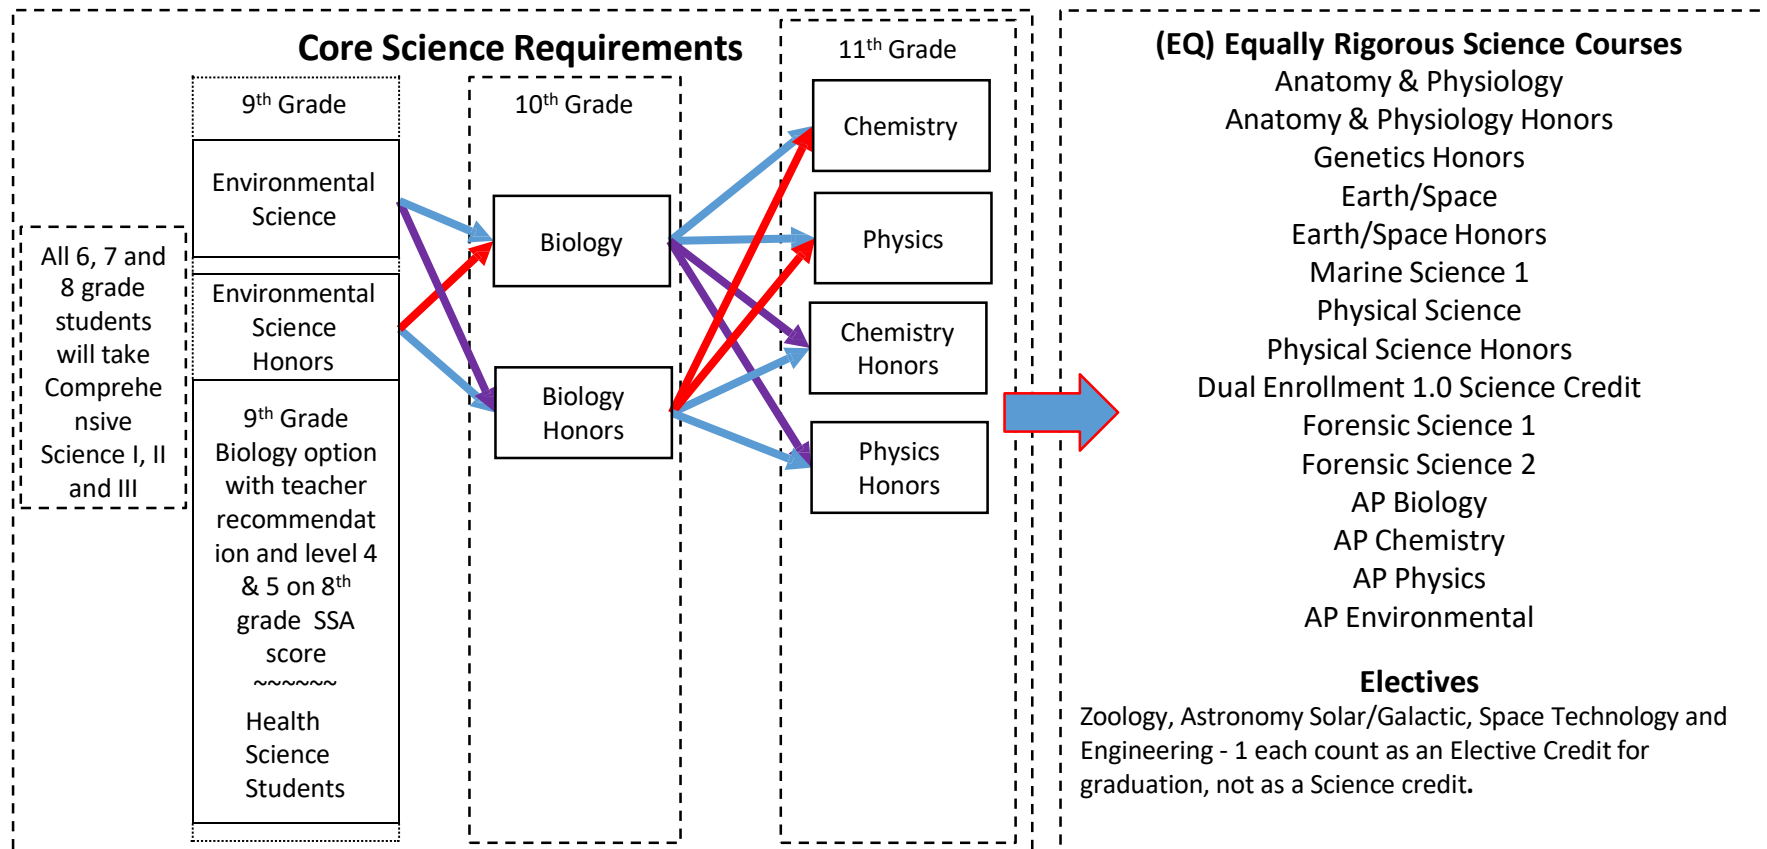 Core Science Requirements
All 6, 7 and
8 grade
students
will take
Comprehe
nsive
Science I, II
and III
9th Grade
Environmental
Science
Environmental
Science
Honors
9th Grade
Biology option
with teacher
recommendat
ion and level 4
& 5 on 8th
grade SSA
score
~~~~~~
Health
Science
Students
10th Grade
Biology
Biology
Honors
11th Grade
Chemistry
Physics
Chemistry
Honors
Physics
Honors
(EQ) Equally Rigorous Science Courses
Anatomy & Physiology
Anatomy & Physiology Honors
Genetics Honors
Earth/Space
Earth/Space Honors
Marine Science 1
Physical Science
Physical Science Honors
Dual Enrollment 1.0 Science Credit
Forensic Science 1
Forensic Science 2
AP Biology
AP Chemistry
AP Physics
AP Environmental
Electives
Zoology, Astronomy Solar/Galactic, Space Technology and
Engineering - 1 each count as an Elective Credit for
graduation, not as a Science credit.